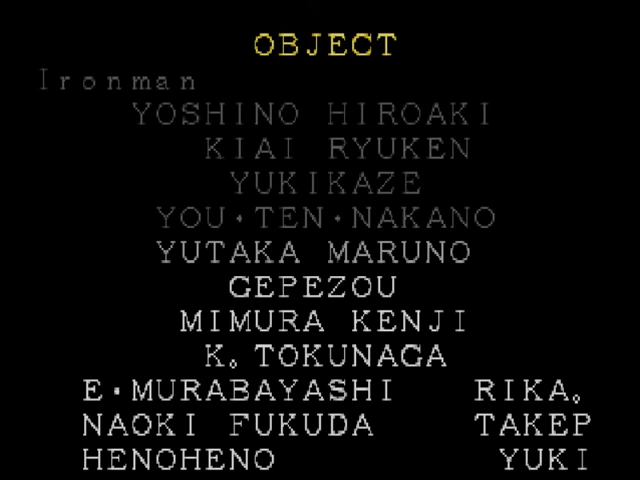 OBJECT
Ironman
YOSHINO HIROAKI
KIAI RYUKEN
YUKIKAZE
YOU・TEN・NAKANO
YUTAKA MARUNO
GEPEZOU
MIMURA KENJI
K。TOKUNAGA
E・MURABAYASHI RIKA。
NAOKI FUKUDA TAKEP
HENOHENO YUKI